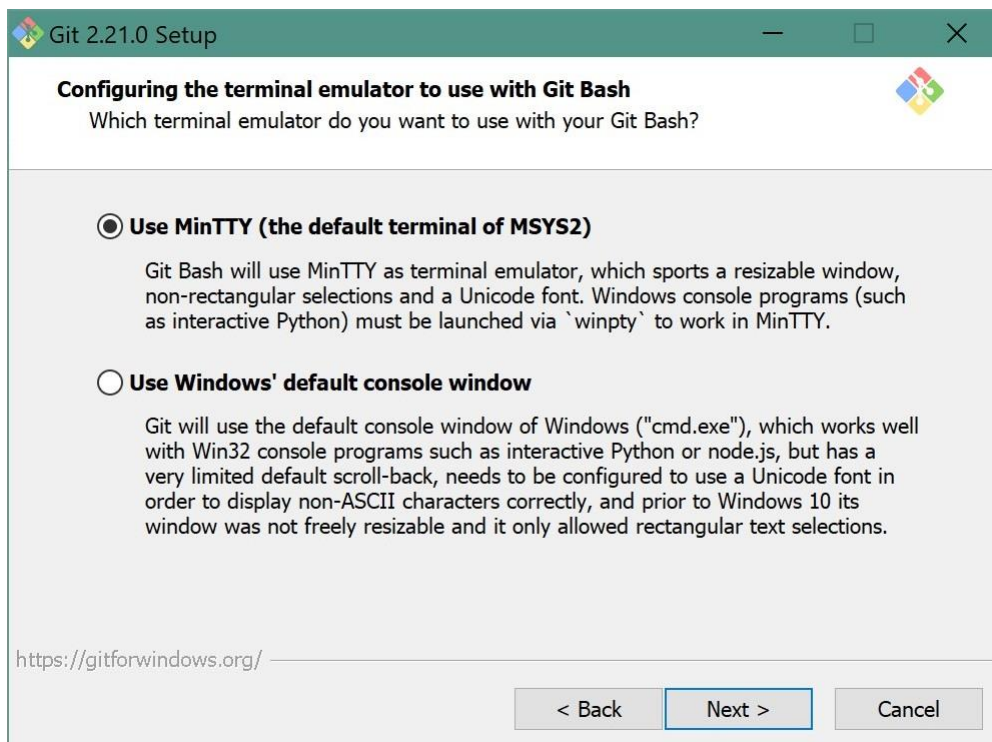 Git 2.21.0 Setup
Configuring the terminal emulator to use with Git Bash
Which terminal emulator do you want to use with your Git Bash?
Use MinTTY (the default terminal of MSYS2)
Git Bash will use MinTTY as terminal emulator, which sports a resizable window,
non-rectangular selections and a Unicode font. Windows console programs (such
as interactive Python) must be launched via `winpty` to work in MinTTY.
Use Windows' default console window
Git will use the default console window of Windows ("cmd.exe"), which works well
with Win32 console programs such as interactive Python or node.js, but has a
very limited default scroll-back, needs to be configured to use a Unicode font in
order to display non-ASCII characters correctly, and prior to Windows 10 its
window was not freely resizable and it only allowed rectangular text selections.
https://gitforwindows.org/
< Back Next > Cancel